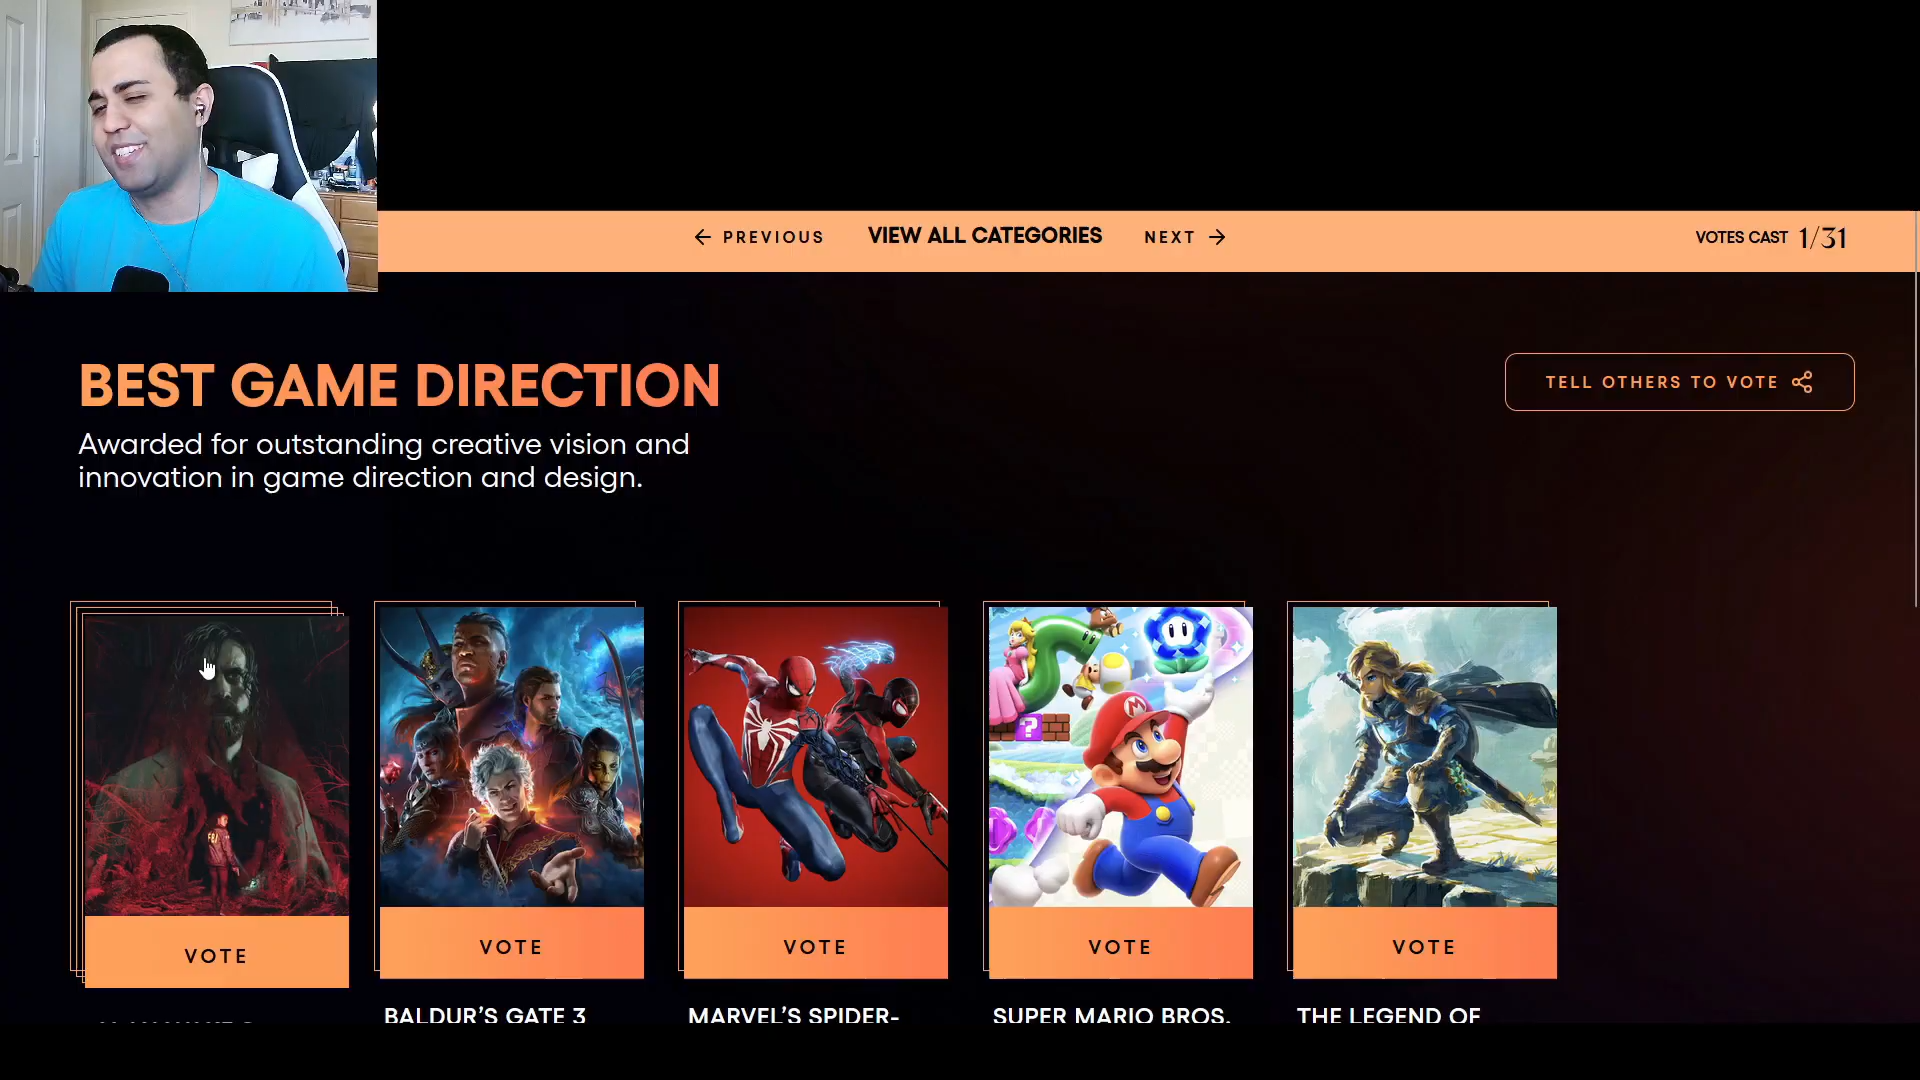 PREVIOUS
VIEW ALL CATEGORIES
NEXT
VOTES CAST 1/31
BEST GAME DIRECTION
TELL OTHERS TO VOTE
Awarded for outstanding creative vision and
innovation in game direction and design.
VOTE
VOTE
VOTE
VOTE
VOTE
BALDUR’S GATE 3
MARVEL’S SPIDER-
SUPER MARIO BROS.
THE LEGEND OF